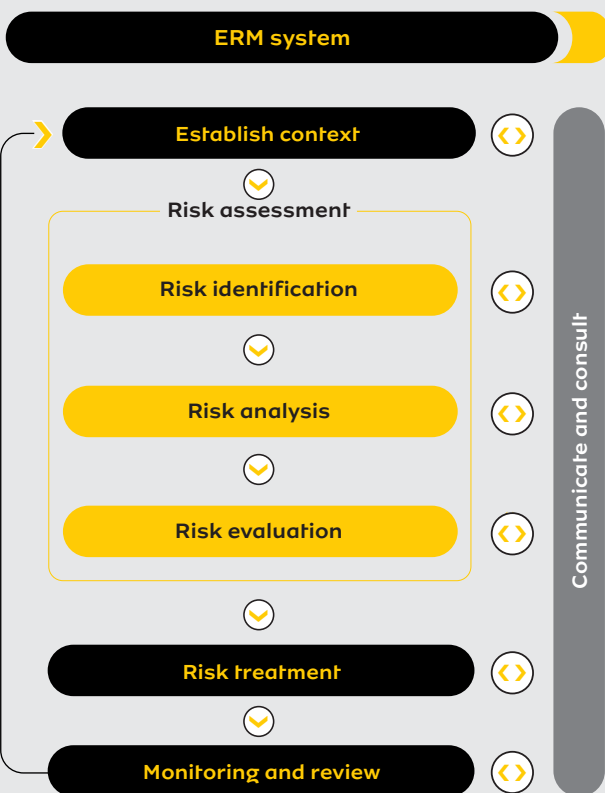 ERM system
Establish context
Risk assessment
Risk identification
Risk analysis
Risk evaluation
Risk treatment
Monitoring and review
Communicate and consult